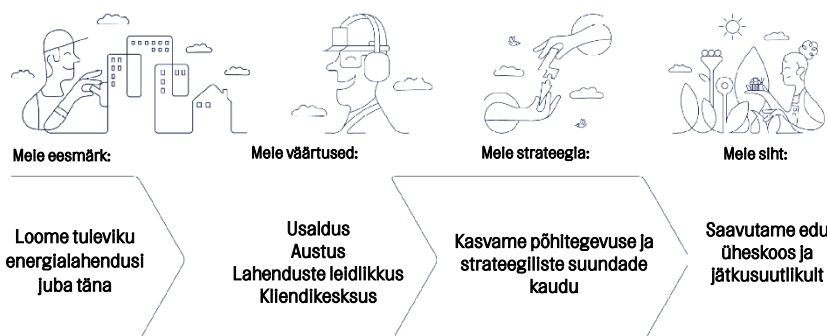 Meie eesmärk:
Loome tuleviku
energialahendusi
juba täna
Meie väärtused:
Usaldus
Austus
Lahenduste leidlikkus
Kliendikesksus
Meie strateegia:
Kasvame põhitegevuse ja
strateegiliste suundade
kaudu
Meie siht:
Saavutame edu
üheskoos ja
jätkusuutlikult